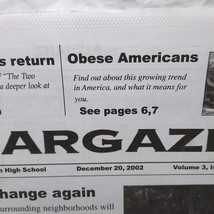 s return
Obese Americans
"The Two
a deeper look at
Find out about this growing trend
in America, and what it means for
you.
See pages 6,7
ARGAZE
High School
December 20, 2002
Volume 3, I
hange again
urrounding neighborhoods will